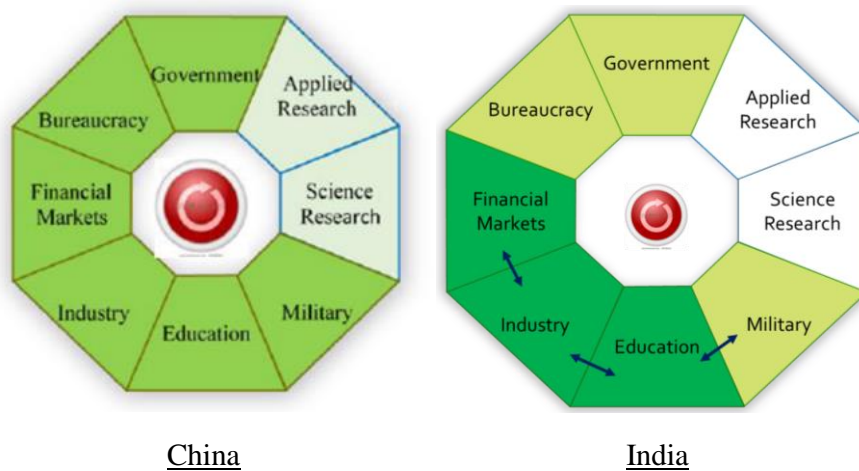 Government
Applied
Research
Bureaucracy
Financial
Markets
Science
Research
Industry
Education
Military
China
Government
Applied
Research
Bureaucracy
Financial
Markets
Science
Research
Industry
Education
Military
India